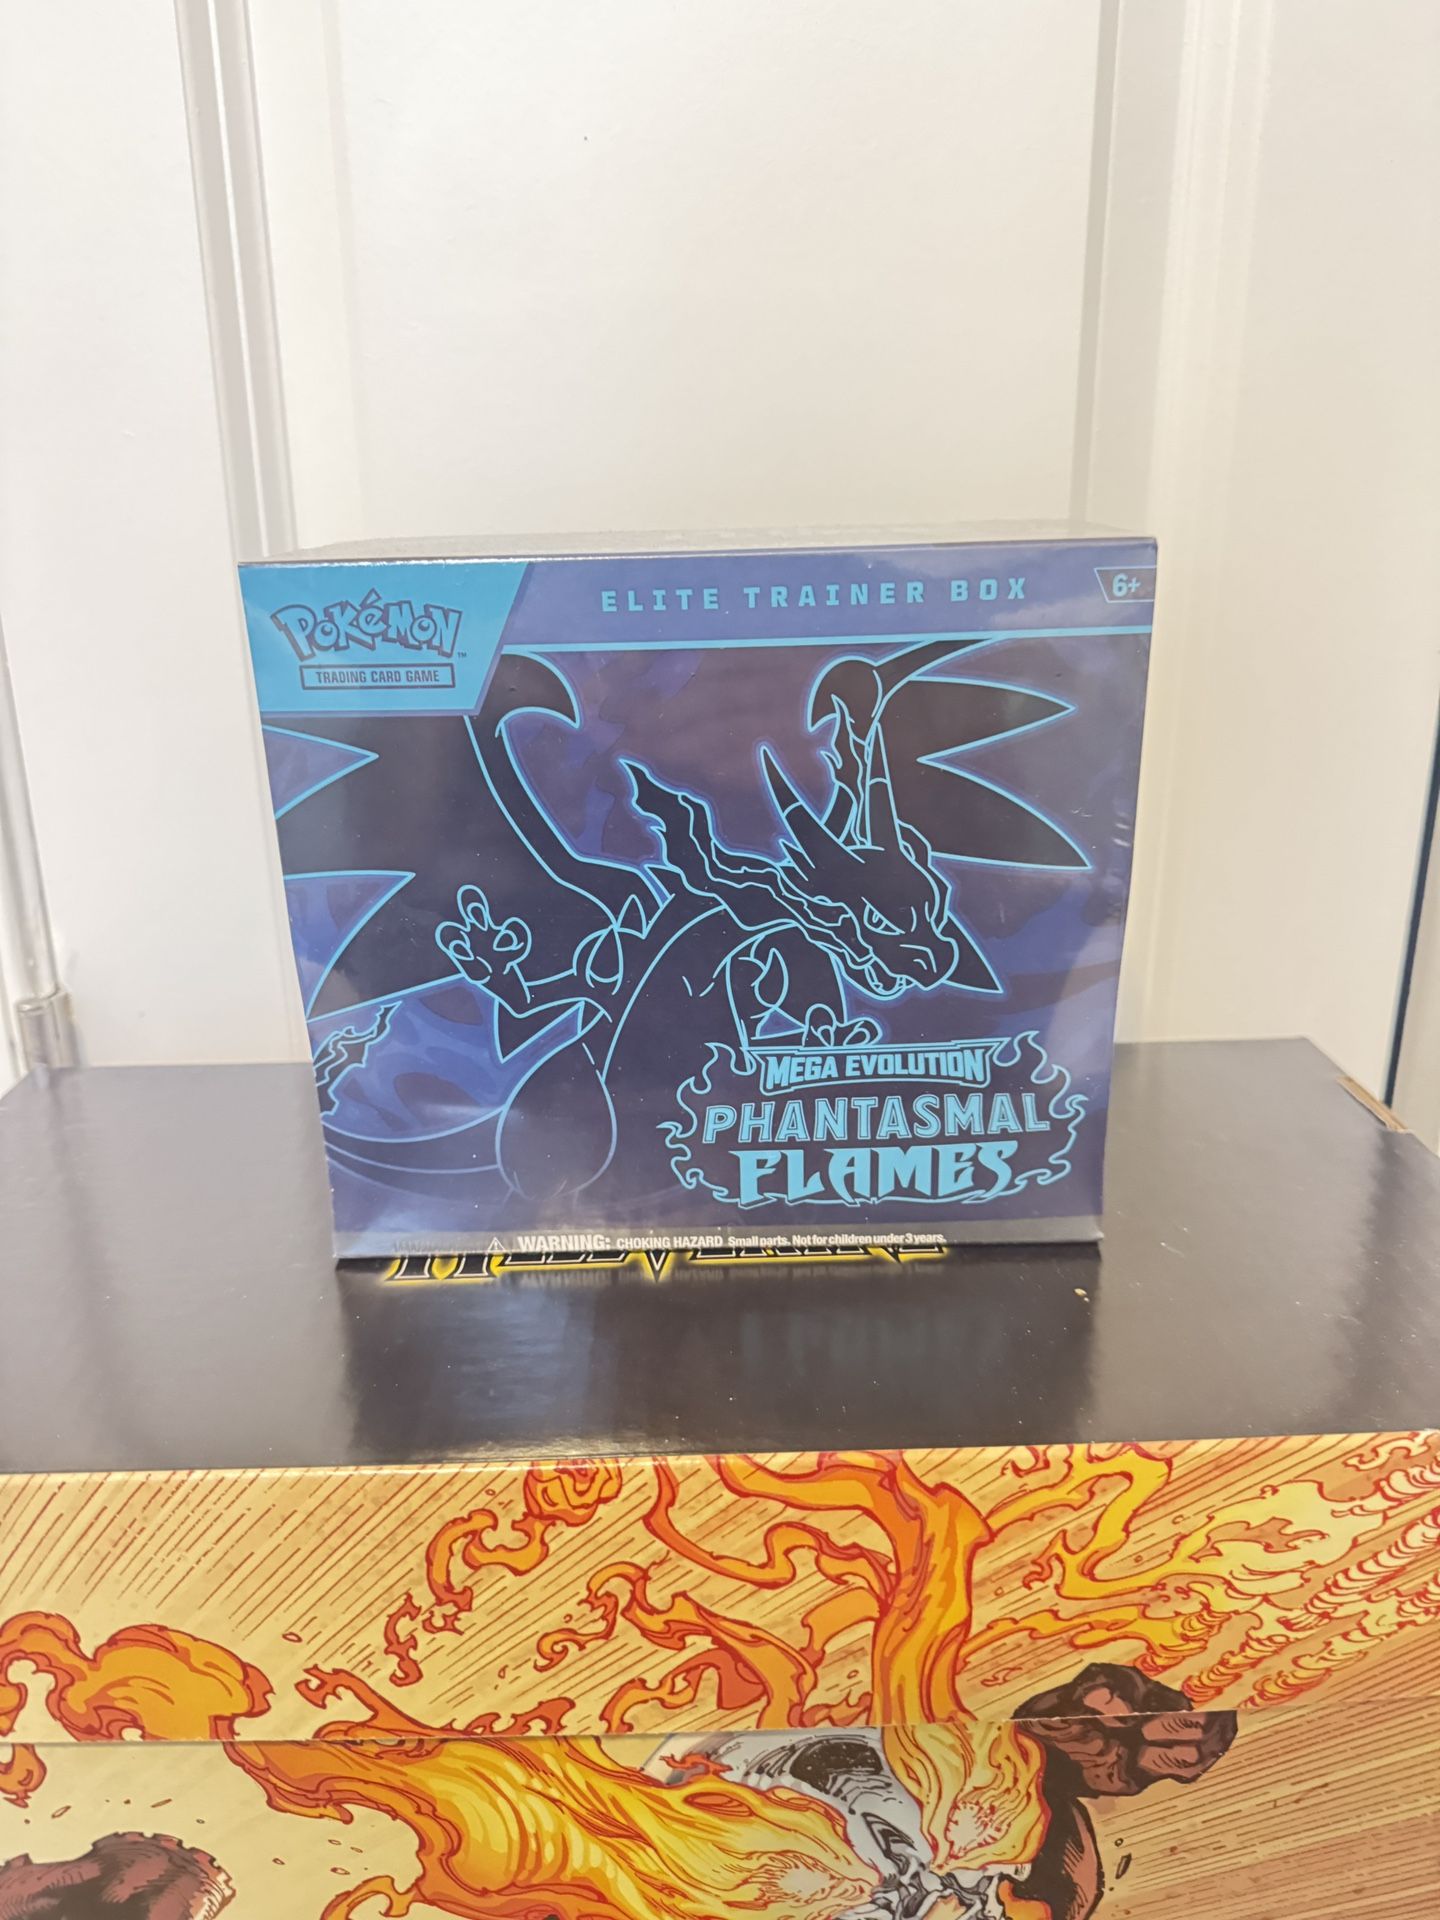 ELITE TRAINER BOX
6+
POKÉMON
TM
TRADING CARD GAME
MEGA EVOLUTION
PHANTASMAL
FLAMES
WARNING: CHOKING HAZARD Small parts. Not for children under 3 years.